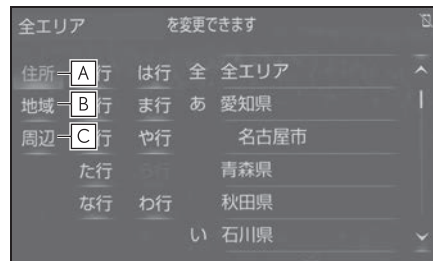 全エリア を変更できます
住所 A 行 は行 全 全エリア
地域 B 行 ま行 あ 愛知県
周辺 C 行 や行 名古屋市
た行 ら行 青森県
な行 わ行 秋田県
い 石川県